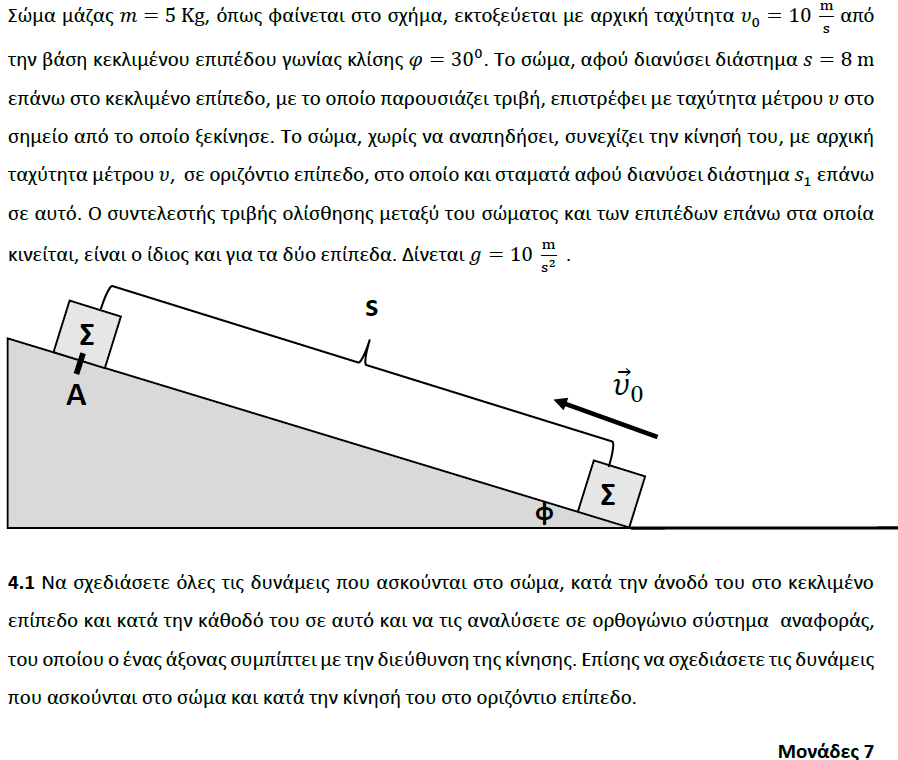 Σώμα μάζας m = 5 Kg, όπως φαίνεται στο σχήμα, εκτοξεύεται με αρχική ταχύτητα υ₀ = 10 m/s από
την βάση κεκλιμένου επιπέδου γωνίας κλίσης φ = 30⁰. Το σώμα, αφού διανύσει διάστημα s = 8 m
επάνω στο κεκλιμένο επίπεδο, με το οποίο παρουσιάζει τριβή, επιστρέφει με ταχύτητα μέτρου υ στο
σημείο από το οποίο ξεκίνησε. Το σώμα, χωρίς να αναπηδήσει, συνεχίζει την κίνησή του, με αρχική
ταχύτητα μέτρου υ, σε οριζόντιο επίπεδο, στο οποίο και σταματά αφού διανύσει διάστημα s₁ επάνω
σε αυτό. Ο συντελεστής τριβής ολίσθησης μεταξύ του σώματος και των επιπέδων επάνω στα οποία
κινείται, είναι ο ίδιος και για τα δύο επίπεδα. Δίνεται g = 10 m/s² .
S
Σ
A
υ⃗₀
Σ
φ
4.1 Να σχεδιάσετε όλες τις δυνάμεις που ασκούνται στο σώμα, κατά την άνοδό του στο κεκλιμένο
επίπεδο και κατά την κάθοδό του σε αυτό και να τις αναλύσετε σε ορθογώνιο σύστημα αναφοράς,
του οποίου ο ένας άξονας συμπίπτει με την διεύθυνση της κίνησης. Επίσης να σχεδιάσετε τις δυνάμεις
που ασκούνται στο σώμα και κατά την κίνησή του στο οριζόντιο επίπεδο.
Μονάδες 7